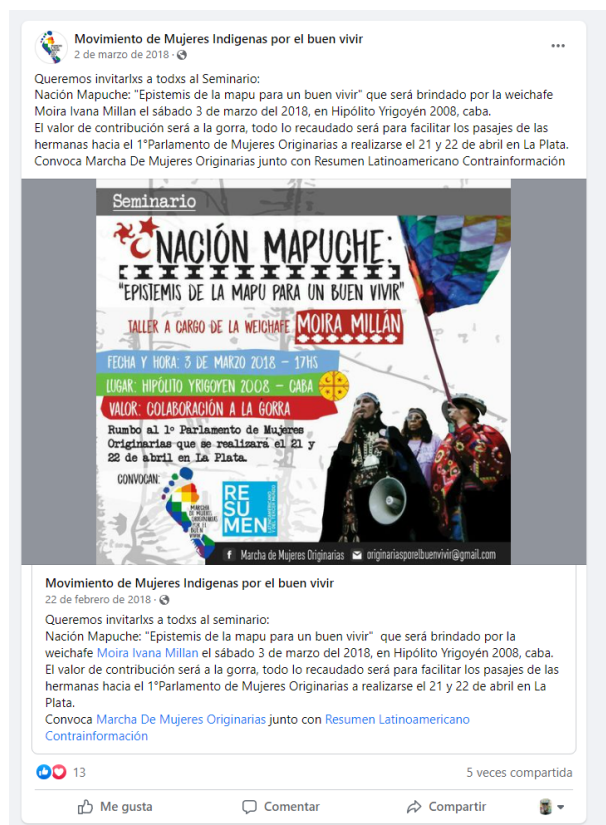 Movimiento de Mujeres Indigenas por el buen vivir
2 de marzo de 2018 ·
Queremos invitarlxs a todxs al Seminario:
Nación Mapuche: "Epistemis de la mapu para un buen vivir" que será brindado por la weichafe
Moira Ivana Millan el sábado 3 de marzo del 2018, en Hipólito Yrigoyén 2008, caba.
El valor de contribución será a la gorra, todo lo recaudado será para facilitar los pasajes de las
hermanas hacia el 1°Parlamento de Mujeres Originarias a realizarse el 21 y 22 de abril en La Plata.
Convoca Marcha De Mujeres Originarias junto con Resumen Latinoamericano Contrainformación
Seminario
NACIÓN MAPUCHE:
"EPISTEMIS DE LA MAPU PARA UN BUEN VIVIR"
TALLER A CARGO DE LA WEICHAFE MOIRA MILLÁN
FECHA Y HORA: 3 DE MARZO 2018 – 17HS
LUGAR: HIPÓLITO YRIGOYEN 2008 – CABA
VALOR: COLABORACIÓN A LA GORRA
Rumbo al 1º Parlamento de Mujeres
Originarias que se realizará el 21 y
22 de abril en La Plata.
CONVOCAN:
MARCHA
DE MUJERES
ORIGINARIAS
POR EL
BUEN
VIVIR
RE
SU
MEN
Marcha de Mujeres Originarias
originariasporelbuenvivir@gmail.com
Movimiento de Mujeres Indigenas por el buen vivir
22 de febrero de 2018 ·
Queremos invitarlxs a todxs al seminario:
Nación Mapuche: "Epistemis de la mapu para un buen vivir" que será brindado por la
weichafe Moira Ivana Millan el sábado 3 de marzo del 2018, en Hipólito Yrigoyén 2008, caba.
El valor de contribución será a la gorra, todo lo recaudado será para facilitar los pasajes de las
hermanas hacia el 1°Parlamento de Mujeres Originarias a realizarse el 21 y 22 de abril en La
Plata.
Convoca Marcha De Mujeres Originarias junto con Resumen Latinoamericano
Contrainformación
13
5 veces compartida
Me gusta
Comentar
Compartir